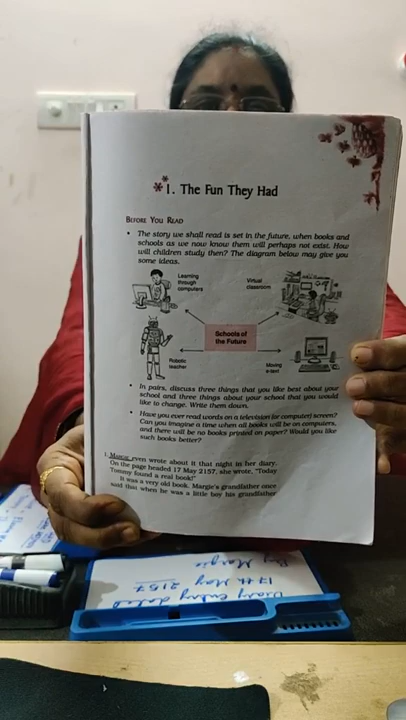 1. The Fun They Had
BEFORE YOU READ
• The story we shall read is set in the future, when books and
schools as we now know them will perhaps not exist. How
will children study then? The diagram below may give you
some ideas.
Learning
through
computers
Virtual
classroom
Schools of
the Future
Robotic
teacher
Moving
e-text
• In pairs, discuss three things that you like best about your
school and three things about your school that you would
like to change. Write them down.
• Have you ever read words on a television (or computer) screen?
Can you imagine a time when all books will be on computers,
and there will be no books printed on paper? Would you like
such books better?
1. MARGIE even wrote about it that night in her diary.
On the page headed 17 May 2157, she wrote, “Today
Tommy found a real book!”
It was a very old book. Margie's grandfather once
said that when he was a little boy his grandfather
Diary entry dated
17th May 2157
By Margie